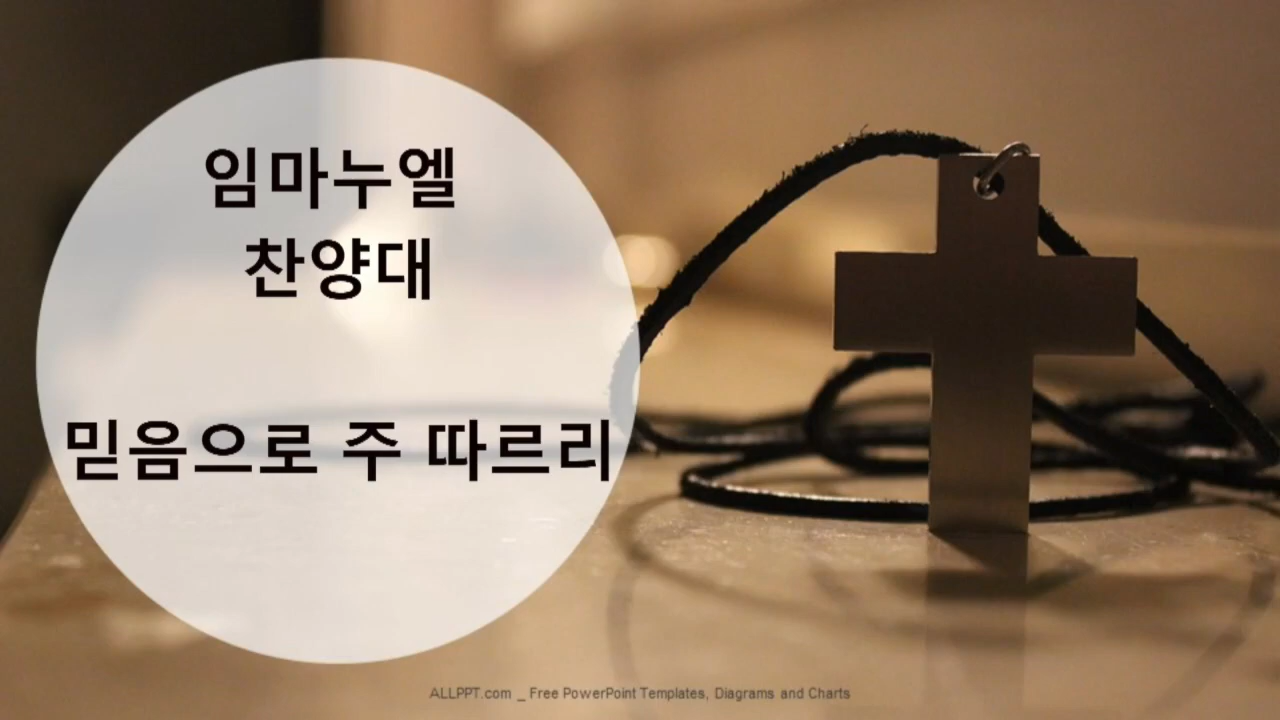 임마누엘
찬양대
믿음으로 주 따르리
ALLPPT.com _ Free PowerPoint Templates, Diagrams and Charts